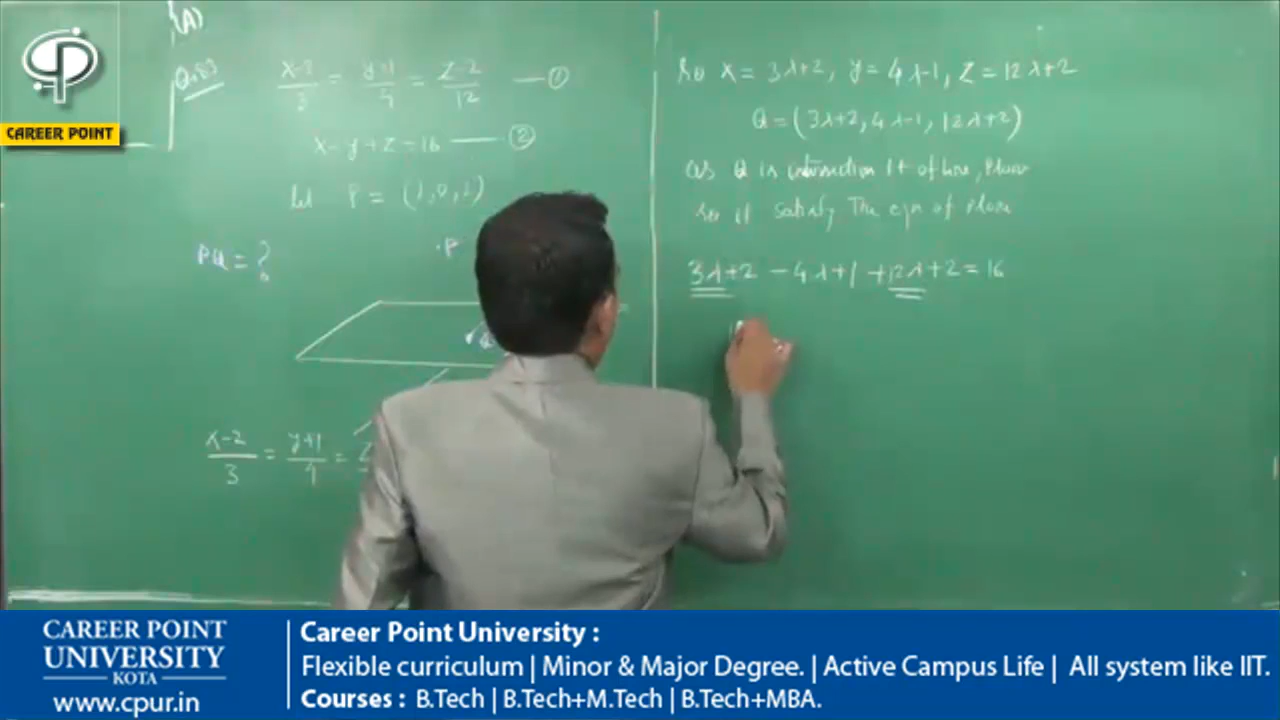 (A)
Q.83
x-2/3 = y+1/4 = z-2/12 —— ①
x-y+z=16 —— ②
let P = (1,0,2)
PQ = ?
.P
x-2/3 = y+1/4 =
So x = 3λ+2, y = 4λ-1, z = 12λ+2
Q = (3λ+2, 4λ-1, 12λ+2)
as Q is intersection Pt of line, Plane
so it satisfy The eqn of Plane
3λ+2 -4λ+1 +12λ+2 = 16
CP
CAREER POINT
CAREER POINT
UNIVERSITY
KOTA
www.cpur.in
Career Point University :
Flexible curriculum | Minor & Major Degree. | Active Campus Life | All system like IIT.
Courses : B.Tech | B.Tech+M.Tech | B.Tech+MBA.